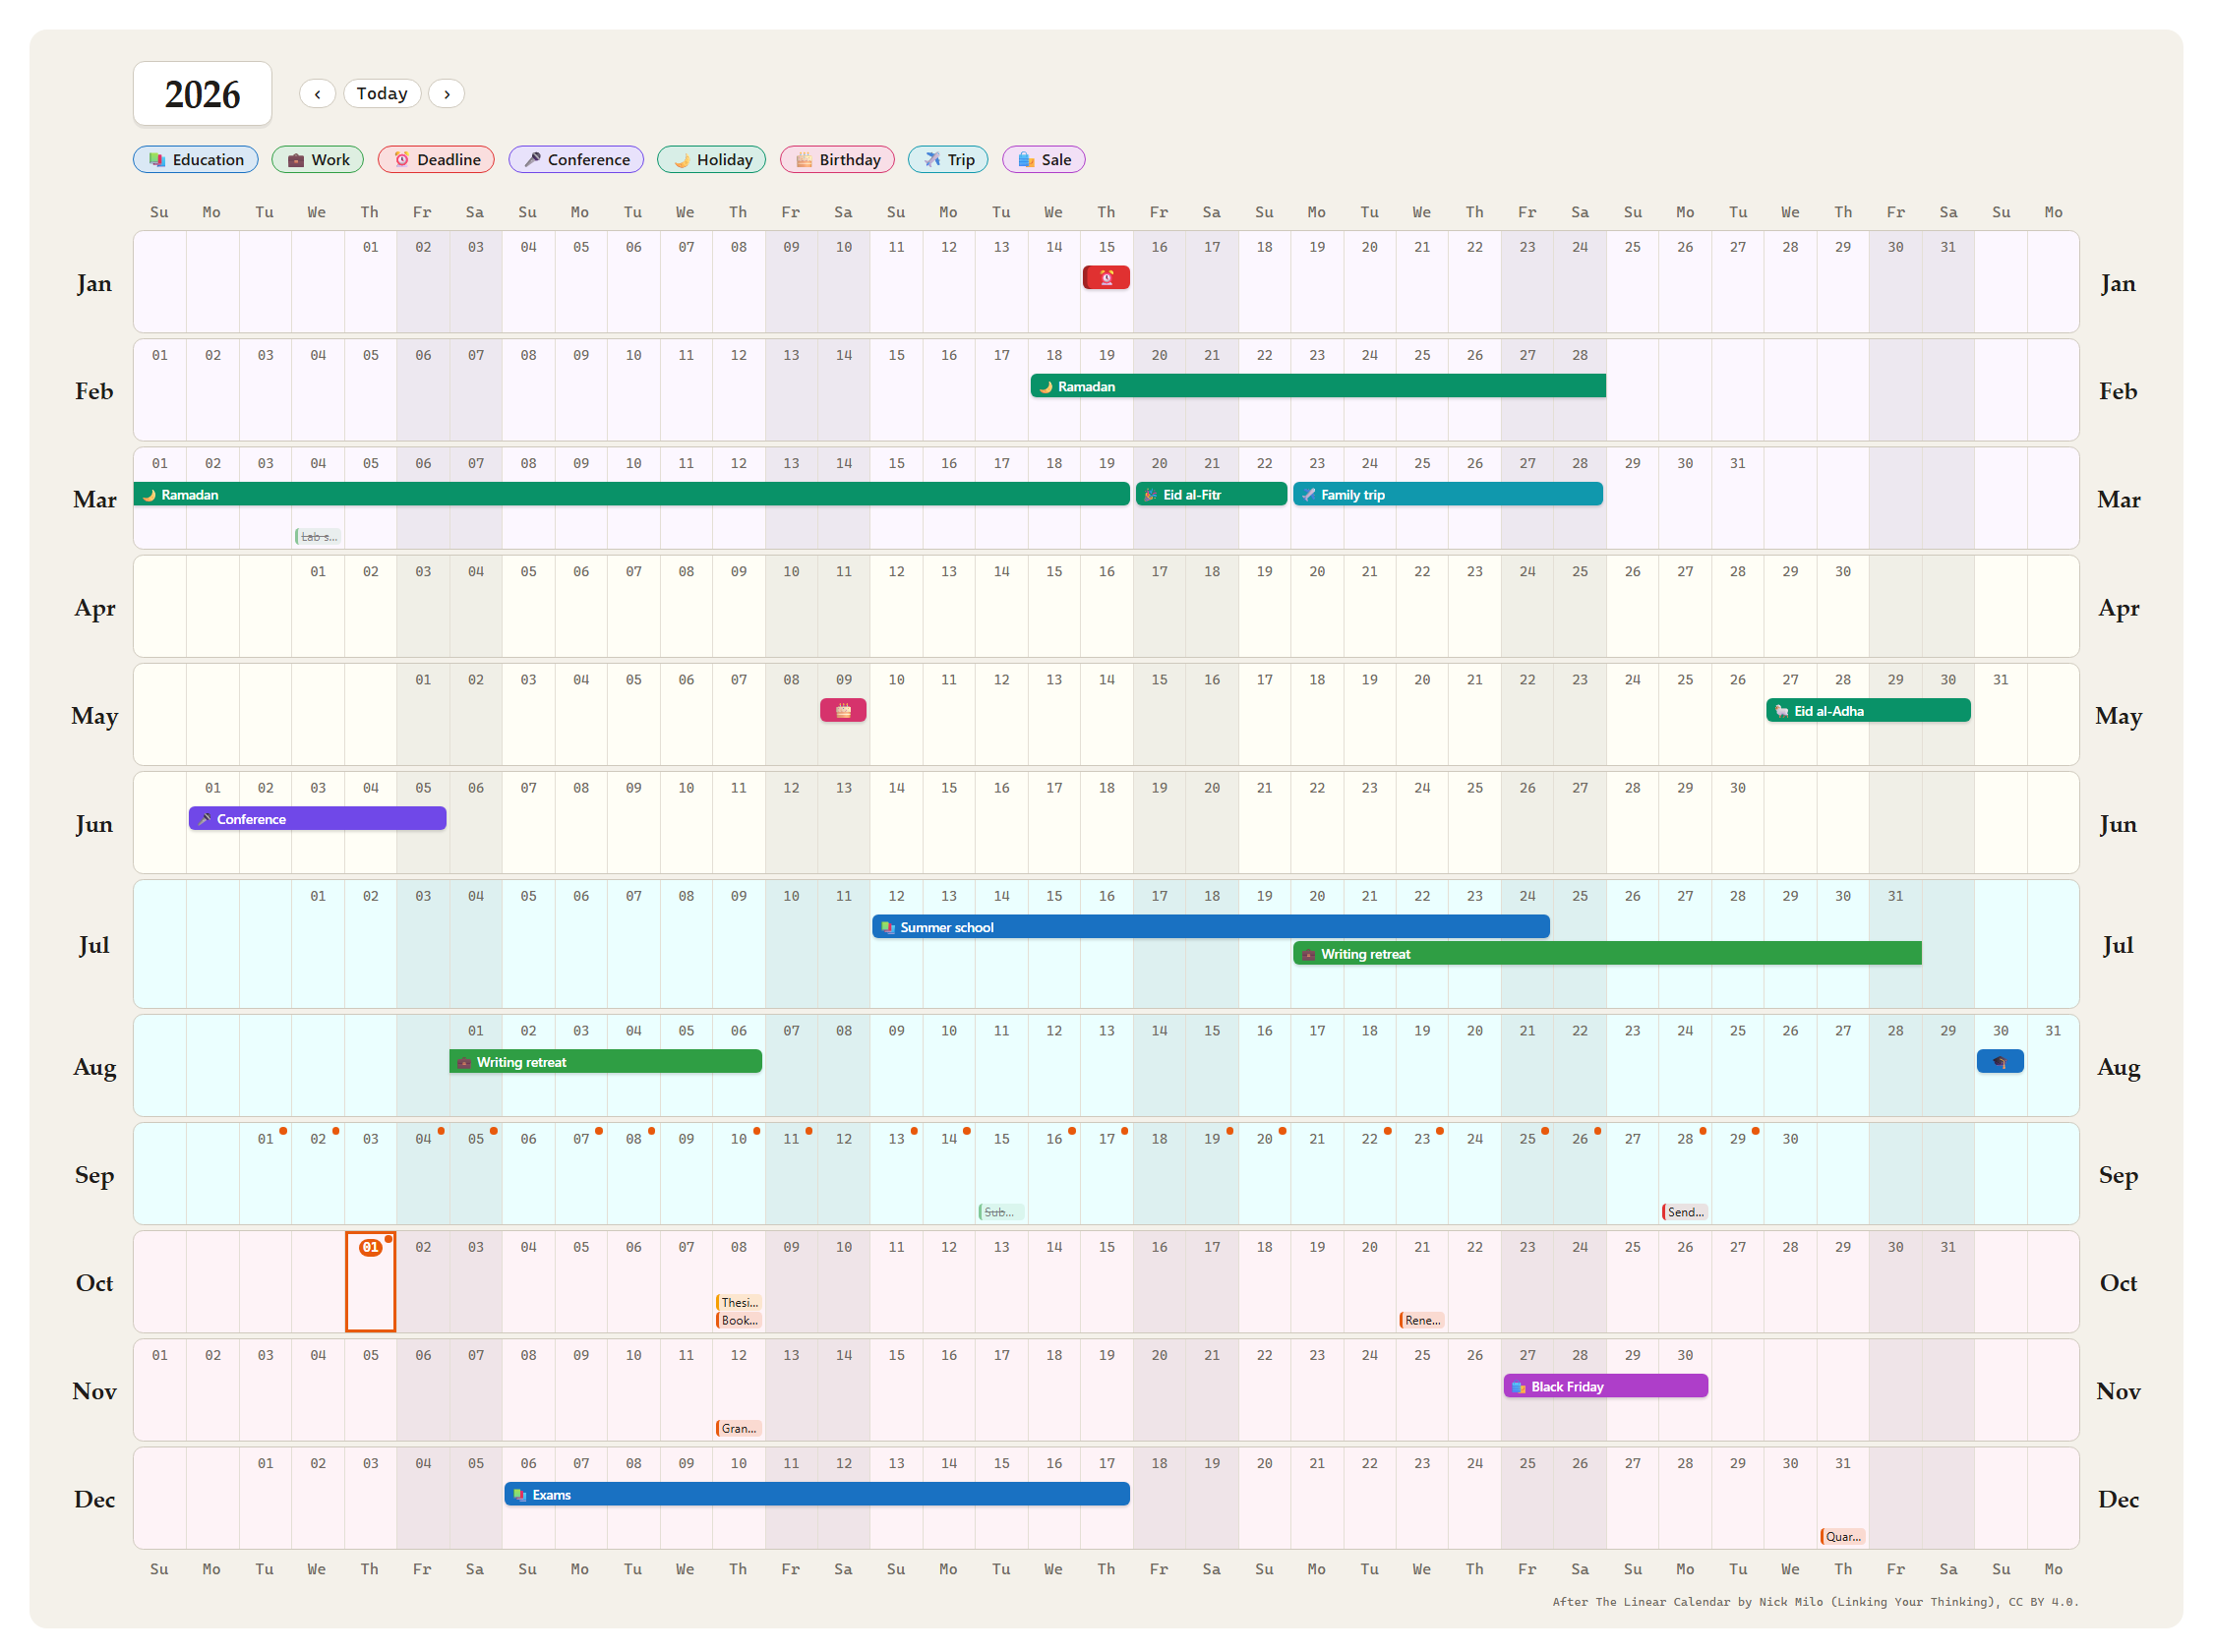 2026 ‹ Today ›
Education Work Deadline Conference Holiday Birthday Trip Sale
Su Mo Tu We Th Fr Sa Su Mo Tu We Th Fr Sa Su Mo Tu We Th Fr Sa Su Mo Tu We Th Fr Sa Su Mo Tu We Th Fr Sa Su Mo
01 02 03 04 05 06 07 08 09 10 11 12 13 14 15 16 17 18 19 20 21 22 23 24 25 26 27 28 29 30 31
Jan Jan
01 02 03 04 05 06 07 08 09 10 11 12 13 14 15 16 17 18 19 20 21 22 23 24 25 26 27 28
Ramadan
Feb Feb
01 02 03 04 05 06 07 08 09 10 11 12 13 14 15 16 17 18 19 20 21 22 23 24 25 26 27 28 29 30 31
Ramadan Eid al-Fitr Family trip
Mar Mar
Lab s...
01 02 03 04 05 06 07 08 09 10 11 12 13 14 15 16 17 18 19 20 21 22 23 24 25 26 27 28 29 30
Apr Apr
01 02 03 04 05 06 07 08 09 10 11 12 13 14 15 16 17 18 19 20 21 22 23 24 25 26 27 28 29 30 31
Eid al-Adha
May May
01 02 03 04 05 06 07 08 09 10 11 12 13 14 15 16 17 18 19 20 21 22 23 24 25 26 27 28 29 30
Conference
Jun Jun
01 02 03 04 05 06 07 08 09 10 11 12 13 14 15 16 17 18 19 20 21 22 23 24 25 26 27 28 29 30 31
Summer school
Jul Jul
Writing retreat
01 02 03 04 05 06 07 08 09 10 11 12 13 14 15 16 17 18 19 20 21 22 23 24 25 26 27 28 29 30 31
Writing retreat
Aug Aug
01 02 03 04 05 06 07 08 09 10 11 12 13 14 15 16 17 18 19 20 21 22 23 24 25 26 27 28 29 30
Sep Sep
Sub... Send...
01 02 03 04 05 06 07 08 09 10 11 12 13 14 15 16 17 18 19 20 21 22 23 24 25 26 27 28 29 30 31
Oct Oct
Thesi...
Book... Rene...
01 02 03 04 05 06 07 08 09 10 11 12 13 14 15 16 17 18 19 20 21 22 23 24 25 26 27 28 29 30
Black Friday
Nov Nov
Gran...
01 02 03 04 05 06 07 08 09 10 11 12 13 14 15 16 17 18 19 20 21 22 23 24 25 26 27 28 29 30 31
Exams
Dec Dec
Quar...
Su Mo Tu We Th Fr Sa Su Mo Tu We Th Fr Sa Su Mo Tu We Th Fr Sa Su Mo Tu We Th Fr Sa Su Mo Tu We Th Fr Sa Su Mo
After The Linear Calendar by Nick Milo (Linking Your Thinking), CC BY 4.0.